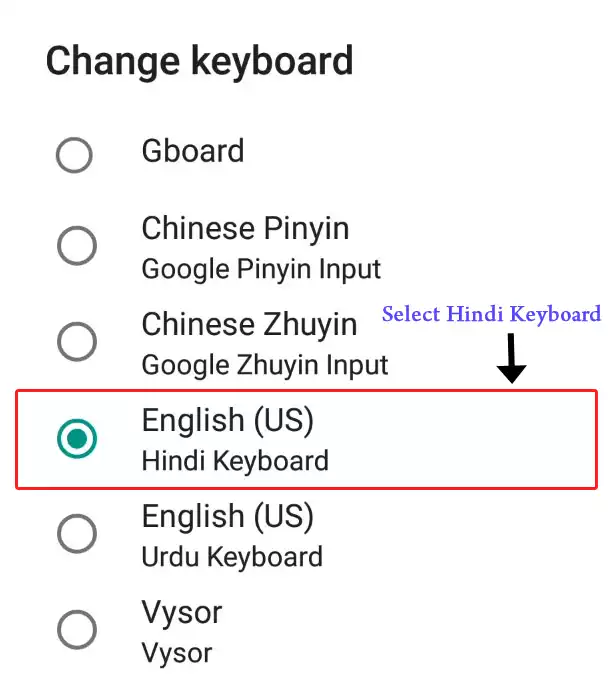 Change keyboard
Gboard
Chinese Pinyin
Google Pinyin Input
Select Hindi Keyboard
Chinese Zhuyin
Google Zhuyin Input
English (US)
Hindi Keyboard
English (US)
Urdu Keyboard
Vysor
Vysor